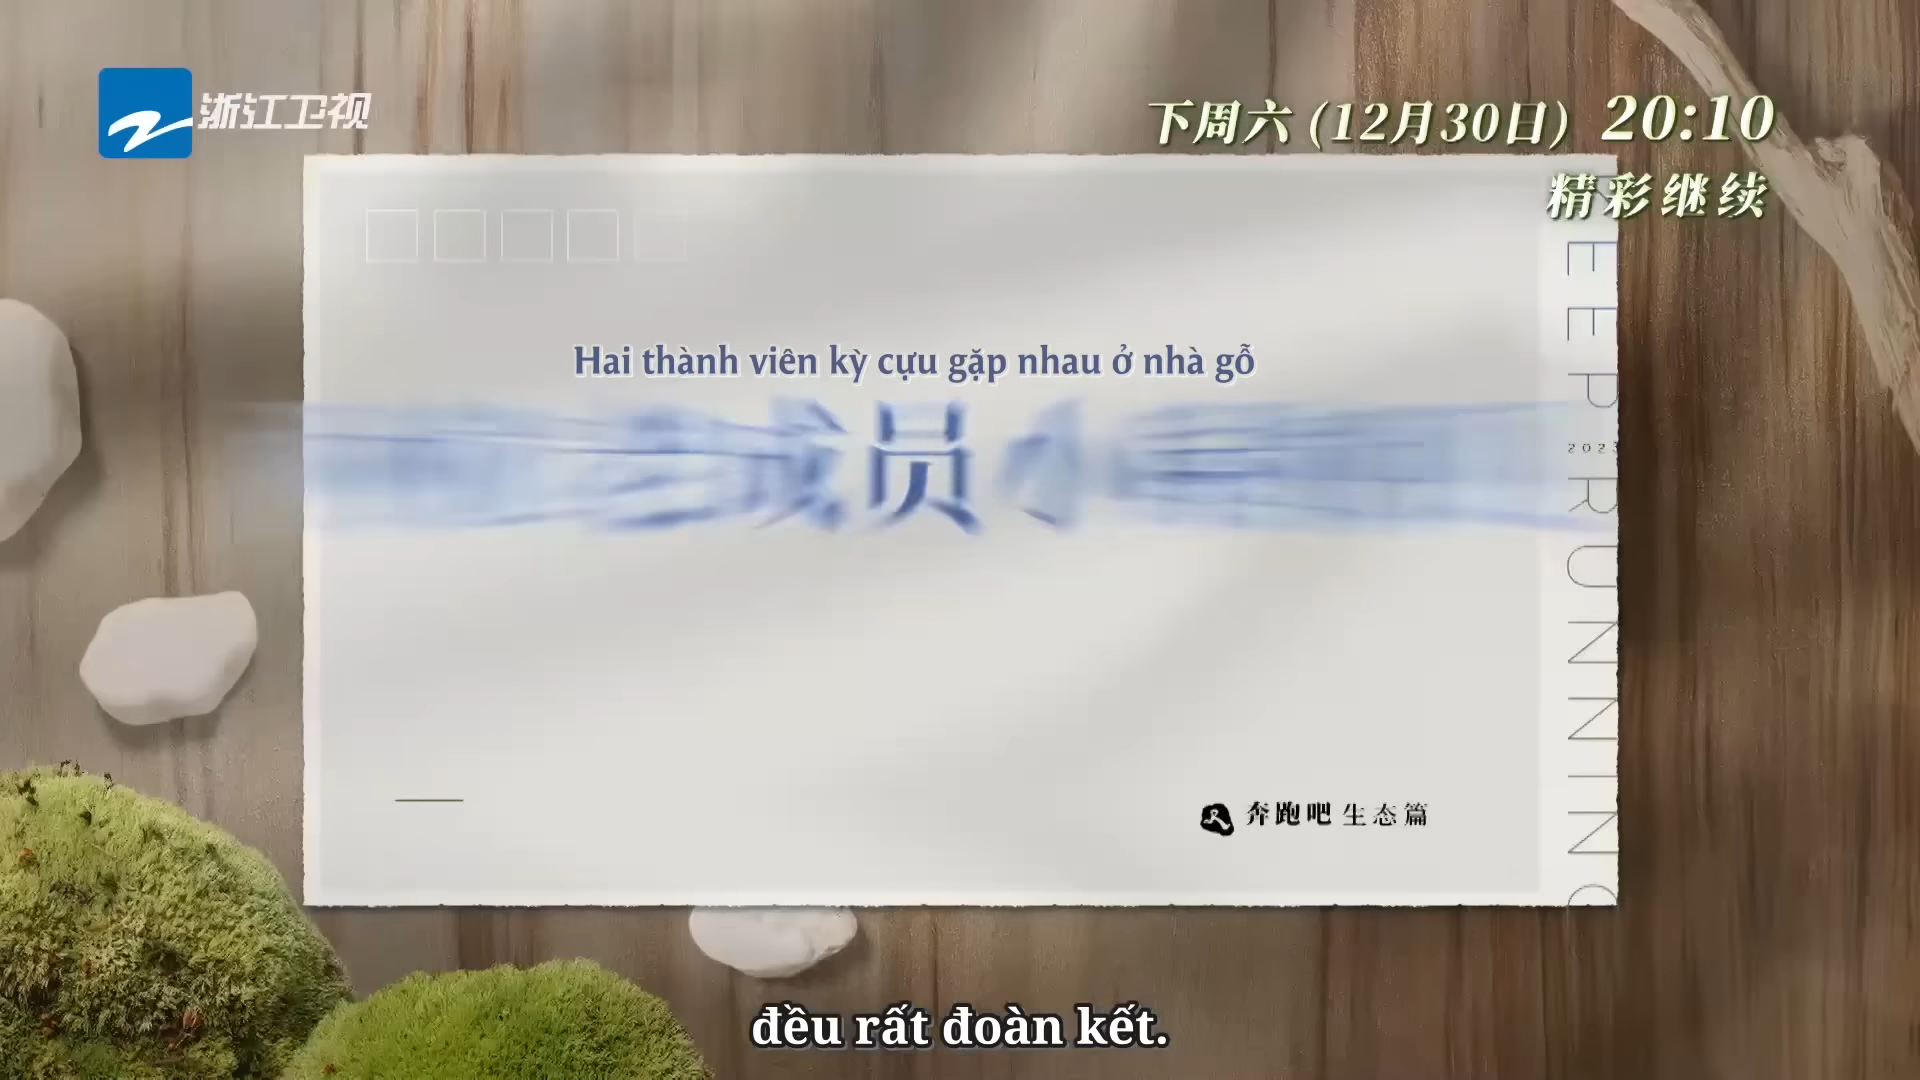 浙江卫视
下周六 (12月30日) 20:10
精彩继续
Hai thành viên kỳ cựu gặp nhau ở nhà gỗ
成员
KEEP RUNNING
2023
奔跑吧 生态篇
đều rất đoàn kết.